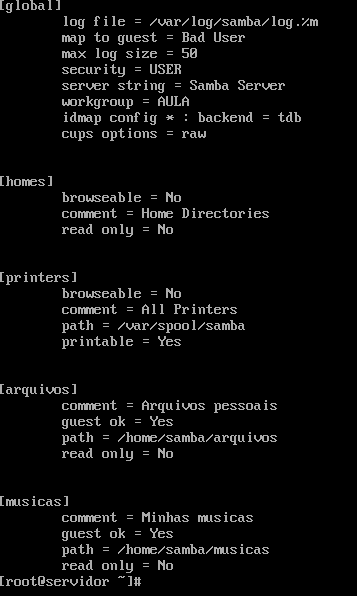 [global]
log file = /var/log/samba/log.%m
map to guest = Bad User
max log size = 50
security = USER
server string = Samba Server
workgroup = AULA
idmap config * : backend = tdb
cups options = raw
[homes]
browseable = No
comment = Home Directories
read only = No
[printers]
browseable = No
comment = All Printers
path = /var/spool/samba
printable = Yes
[arquivos]
comment = Arquivos pessoais
guest ok = Yes
path = /home/samba/arquivos
read only = No
[musicas]
comment = Minhas musicas
guest ok = Yes
path = /home/samba/musicas
read only = No
[root@servidor ~]#